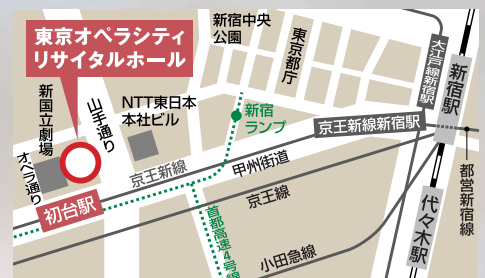 東京オペラシティ
リサイタルホール
新宿中央
公園
東京都庁
大江戸線新宿駅
新宿駅
新国立劇場
山手通り
NTT東日本
本社ビル
新宿
ランプ
京王新線新宿駅
オペラ通り
京王新線
甲州街道
都営新宿線
初台駅
京王線
代々木駅
首都高速4号線
小田急線